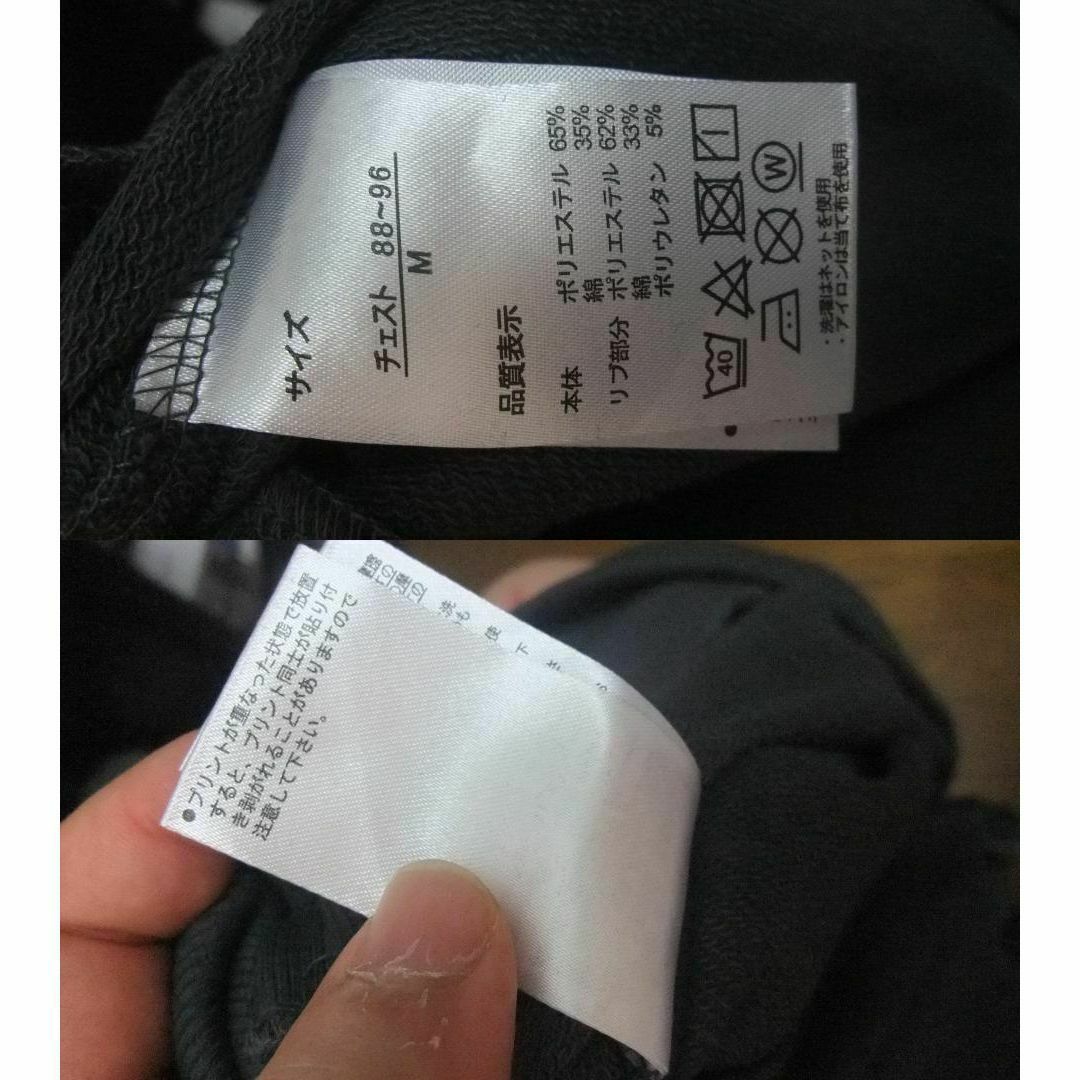 サイズ
チェスト 88~96
M
品質表示
本体 ポリエステル 65%
綿 35%
リブ部分 ポリエステル 62%
綿 33%
ポリウレタン 5%
40
W
・洗濯はネットを使用
・アイロンは当て布を使用
●プリントが重なった状態で放置
すると、プリント同士が貼り付
き剥がれることがありますので
注意して下さい。